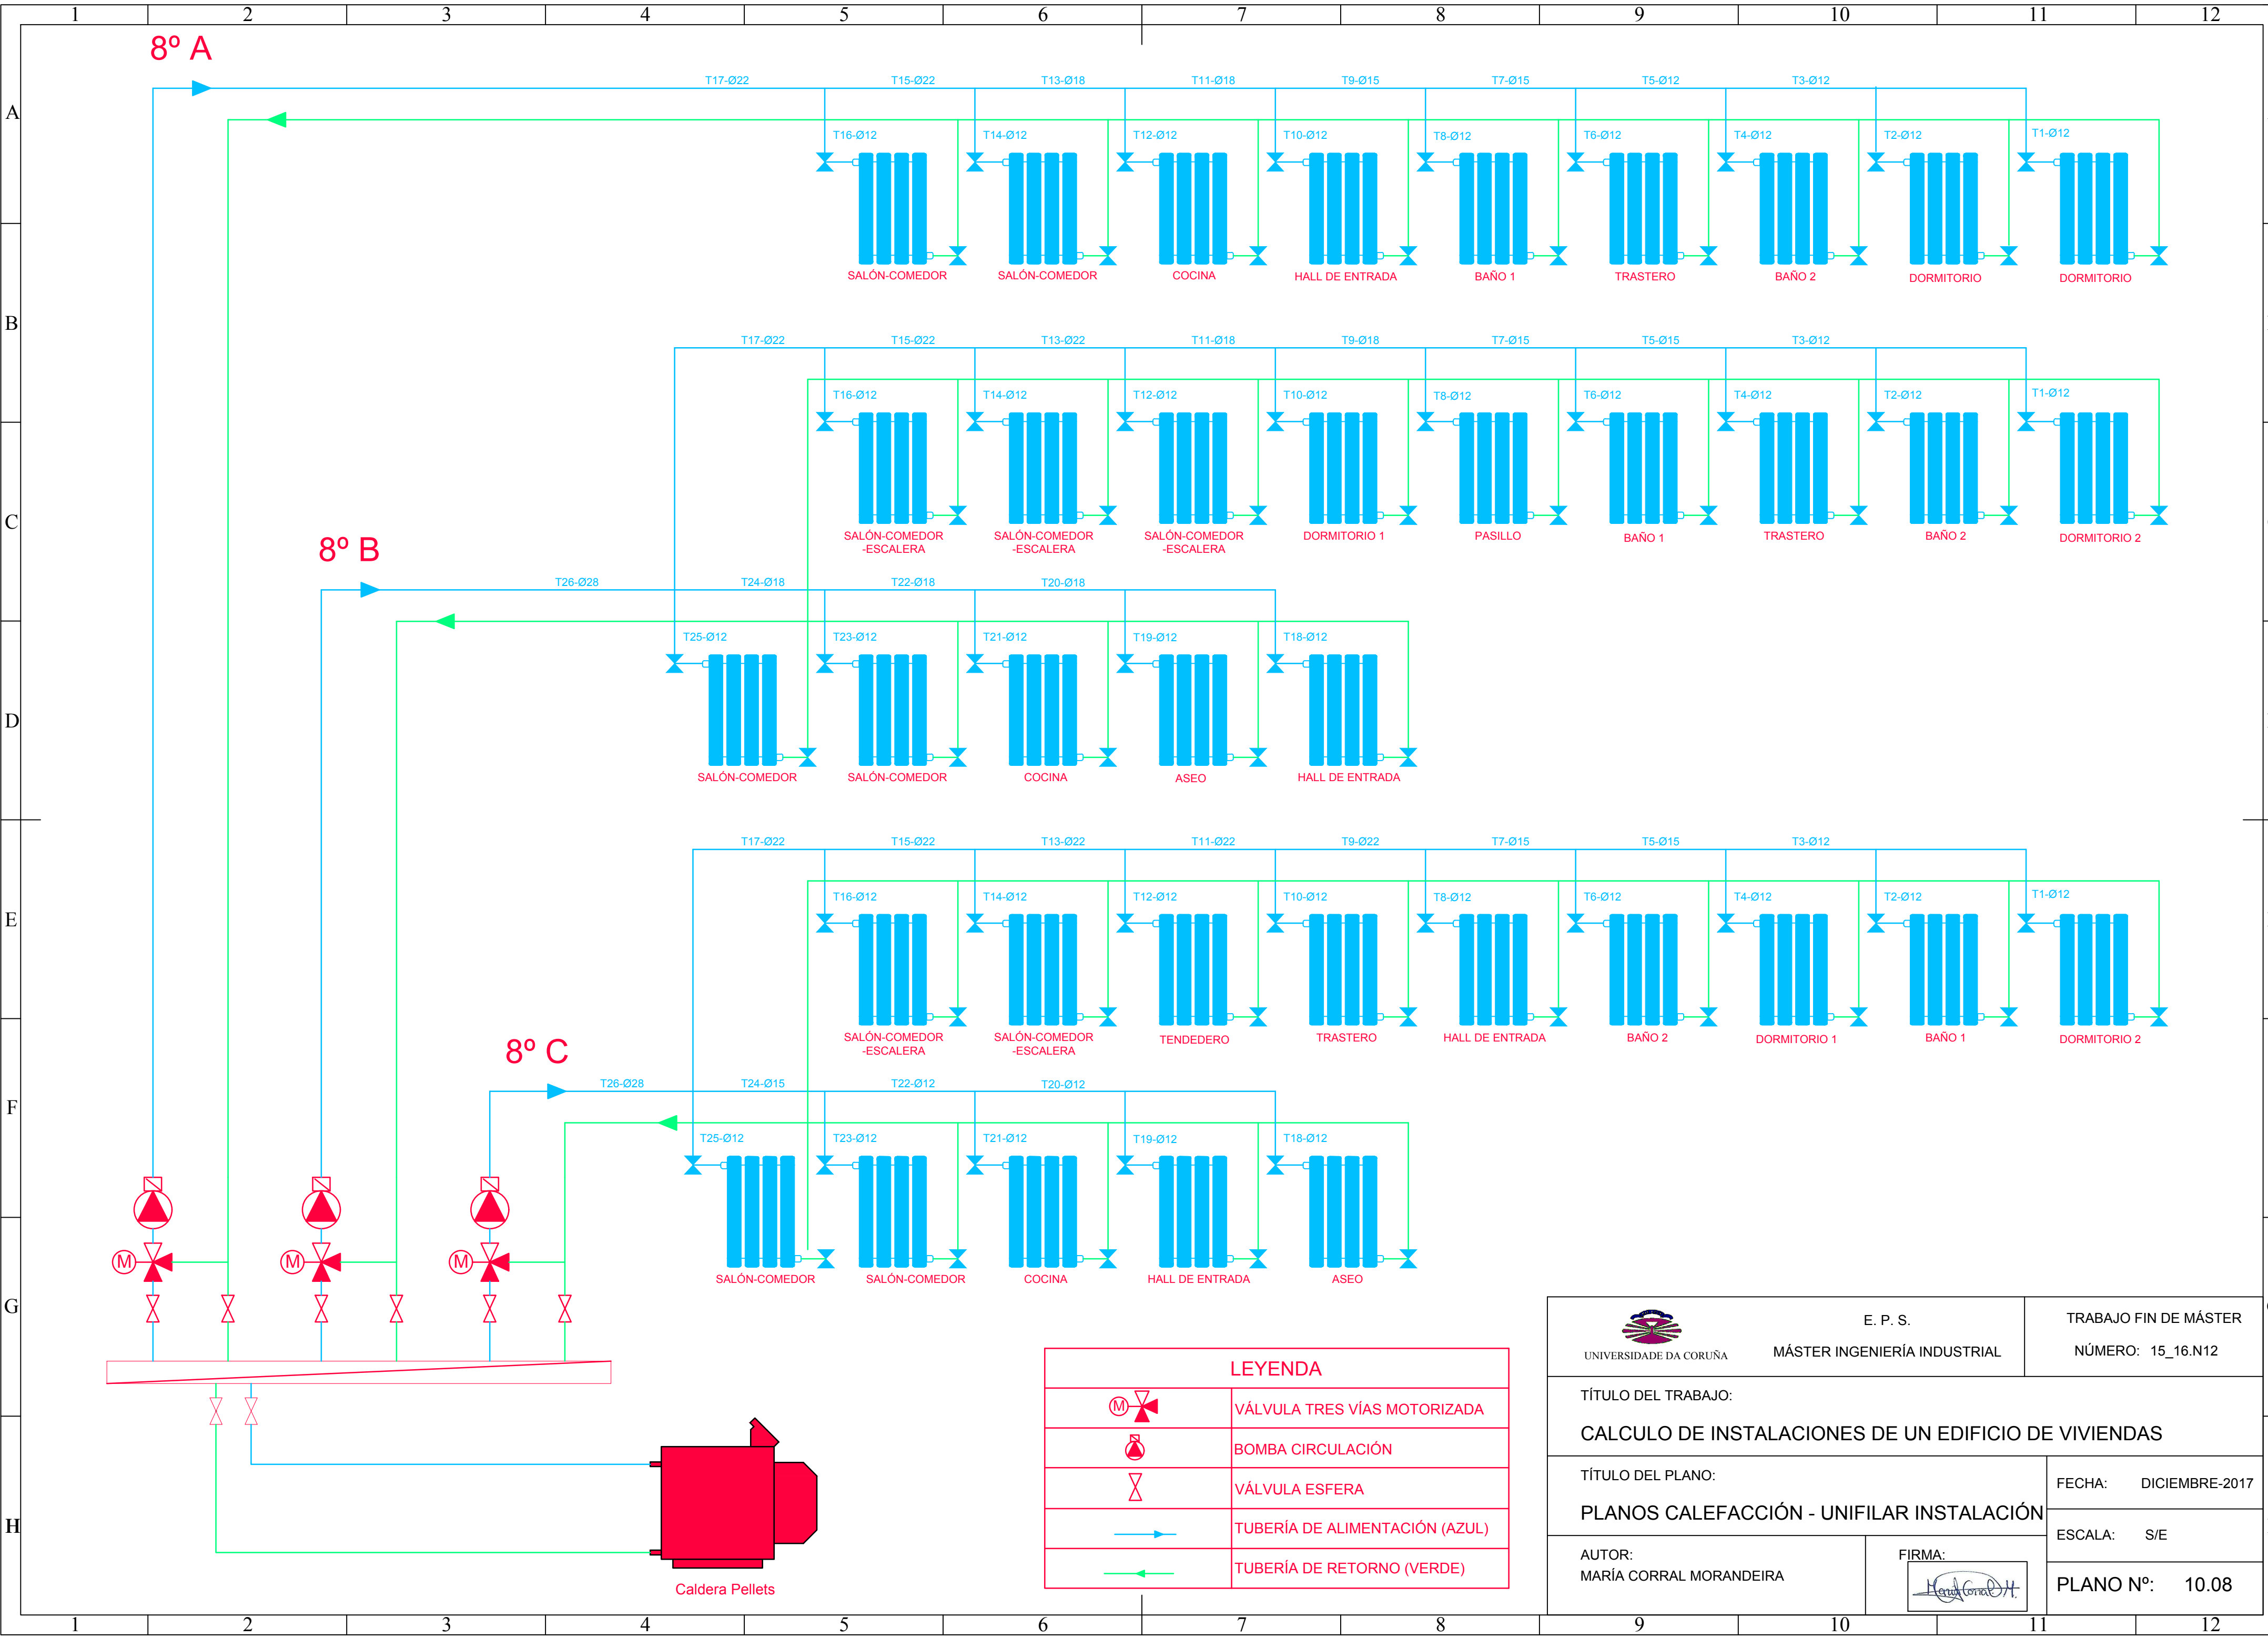 1 2 3 4 5 6 7 8 9 10 11 12
A
B
C
D
E
F
G
H
8º A
T17-Ø22 T15-Ø22 T13-Ø18 T11-Ø18 T9-Ø15 T7-Ø15 T5-Ø12 T3-Ø12
T16-Ø12 T14-Ø12 T12-Ø12 T10-Ø12 T8-Ø12 T6-Ø12 T4-Ø12 T2-Ø12 T1-Ø12
SALÓN-COMEDOR SALÓN-COMEDOR COCINA HALL DE ENTRADA BAÑO 1 TRASTERO BAÑO 2 DORMITORIO DORMITORIO
T17-Ø22 T15-Ø22 T13-Ø22 T11-Ø18 T9-Ø18 T7-Ø15 T5-Ø15 T3-Ø12
T16-Ø12 T14-Ø12 T12-Ø12 T10-Ø12 T8-Ø12 T6-Ø12 T4-Ø12 T2-Ø12 T1-Ø12
SALÓN-COMEDOR SALÓN-COMEDOR SALÓN-COMEDOR DORMITORIO 1 PASILLO BAÑO 1 TRASTERO BAÑO 2 DORMITORIO 2
-ESCALERA -ESCALERA -ESCALERA
8º B
T26-Ø28 T24-Ø18 T22-Ø18 T20-Ø18
T25-Ø12 T23-Ø12 T21-Ø12 T19-Ø12 T18-Ø12
SALÓN-COMEDOR SALÓN-COMEDOR COCINA ASEO HALL DE ENTRADA
T17-Ø22 T15-Ø22 T13-Ø22 T11-Ø22 T9-Ø22 T7-Ø15 T5-Ø15 T3-Ø12
T16-Ø12 T14-Ø12 T12-Ø12 T10-Ø12 T8-Ø12 T6-Ø12 T4-Ø12 T2-Ø12 T1-Ø12
SALÓN-COMEDOR SALÓN-COMEDOR TENDEDERO TRASTERO HALL DE ENTRADA BAÑO 2 DORMITORIO 1 BAÑO 1 DORMITORIO 2
-ESCALERA -ESCALERA
8º C
T26-Ø28 T24-Ø15 T22-Ø12 T20-Ø12
T25-Ø12 T23-Ø12 T21-Ø12 T19-Ø12 T18-Ø12
SALÓN-COMEDOR SALÓN-COMEDOR COCINA HALL DE ENTRADA ASEO
M M M
Caldera Pellets
LEYENDA
M VÁLVULA TRES VÍAS MOTORIZADA
BOMBA CIRCULACIÓN
VÁLVULA ESFERA
TUBERÍA DE ALIMENTACIÓN (AZUL)
TUBERÍA DE RETORNO (VERDE)
UNIVERSIDADE DA CORUÑA
E. P. S.
MÁSTER INGENIERÍA INDUSTRIAL
TRABAJO FIN DE MÁSTER
NÚMERO: 15_16.N12
TÍTULO DEL TRABAJO:
CALCULO DE INSTALACIONES DE UN EDIFICIO DE VIVIENDAS
TÍTULO DEL PLANO:
PLANOS CALEFACCIÓN - UNIFILAR INSTALACIÓN
FECHA: DICIEMBRE-2017
ESCALA: S/E
AUTOR:
MARÍA CORRAL MORANDEIRA
FIRMA:
PLANO Nº: 10.08
1 2 3 4 5 6 7 8 9 10 11 12